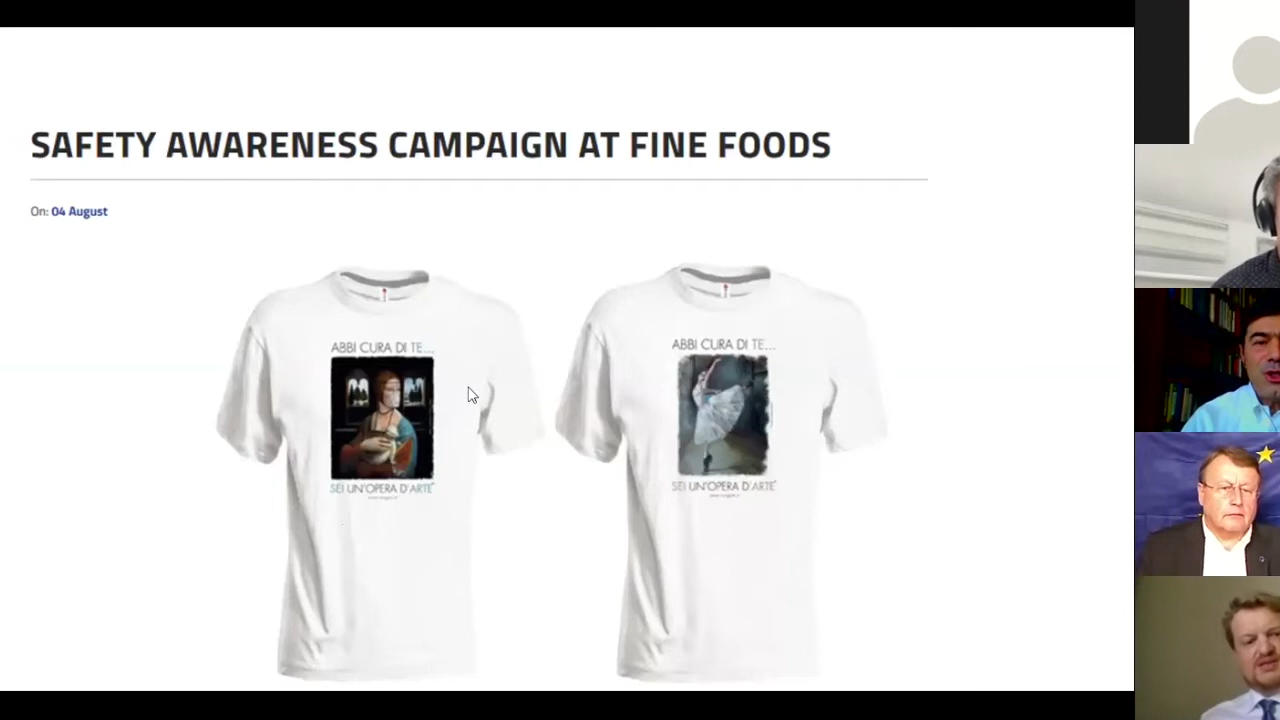 SAFETY AWARENESS CAMPAIGN AT FINE FOODS
On: 04 August
ABBI CURA DI TE...
SEI UN'OPERA D'ARTE
ABBI CURA DI TE...
SEI UN'OPERA D'ARTE